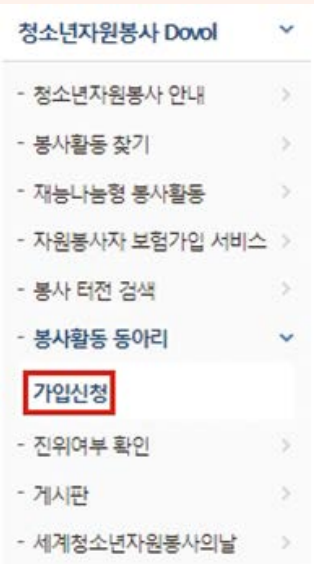 청소년자원봉사 Dovol
- 청소년자원봉사 안내
- 봉사활동 찾기
- 재능나눔형 봉사활동
- 자원봉사자 보험가입 서비스
- 봉사 터전 검색
- 봉사활동 동아리
가입신청
- 진위여부 확인
- 게시판
- 세계청소년자원봉사의날